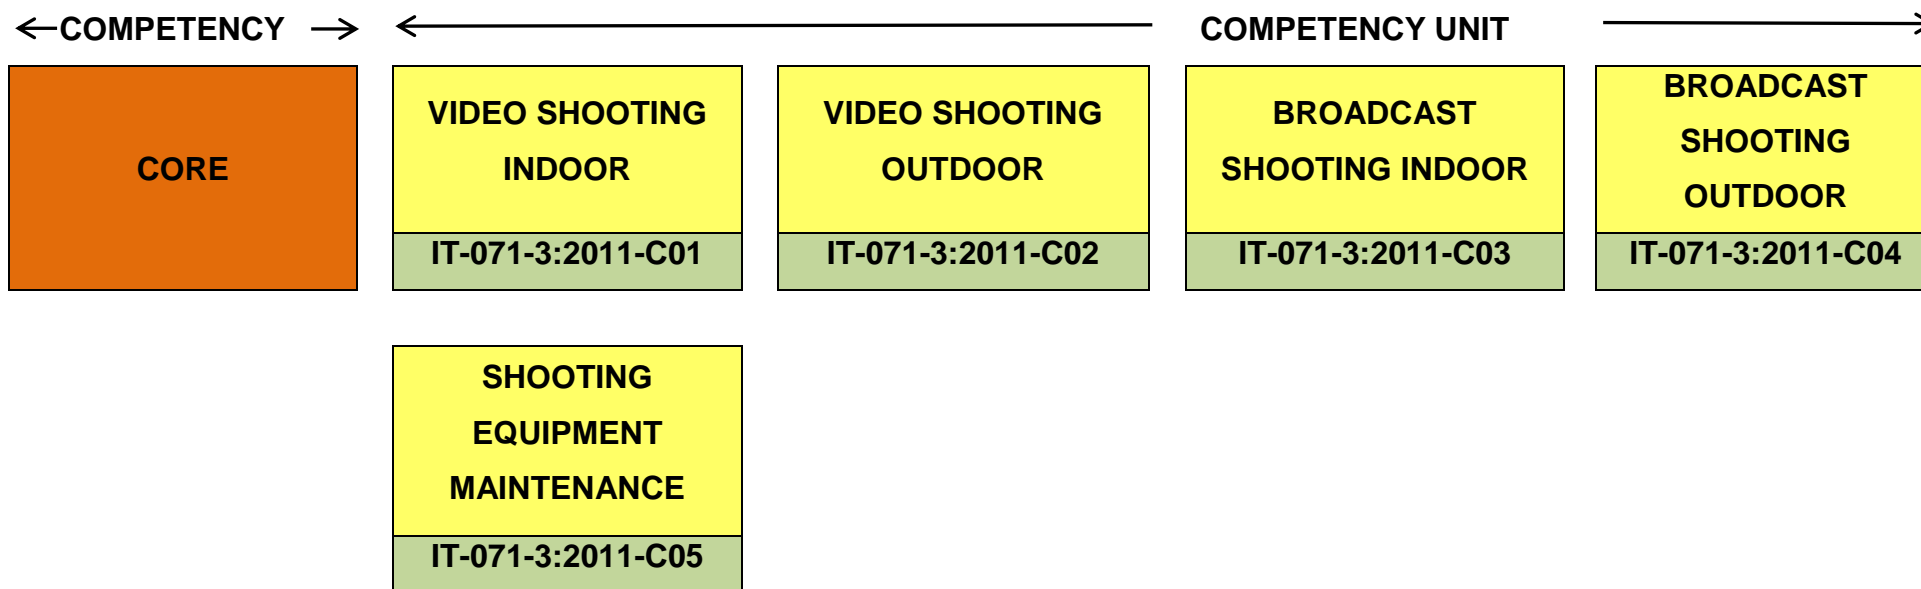 COMPETENCY
COMPETENCY UNIT
CORE
VIDEO SHOOTING
INDOOR
IT-071-3:2011-C01
VIDEO SHOOTING
OUTDOOR
IT-071-3:2011-C02
BROADCAST
SHOOTING INDOOR
IT-071-3:2011-C03
BROADCAST
SHOOTING
OUTDOOR
IT-071-3:2011-C04
SHOOTING
EQUIPMENT
MAINTENANCE
IT-071-3:2011-C05